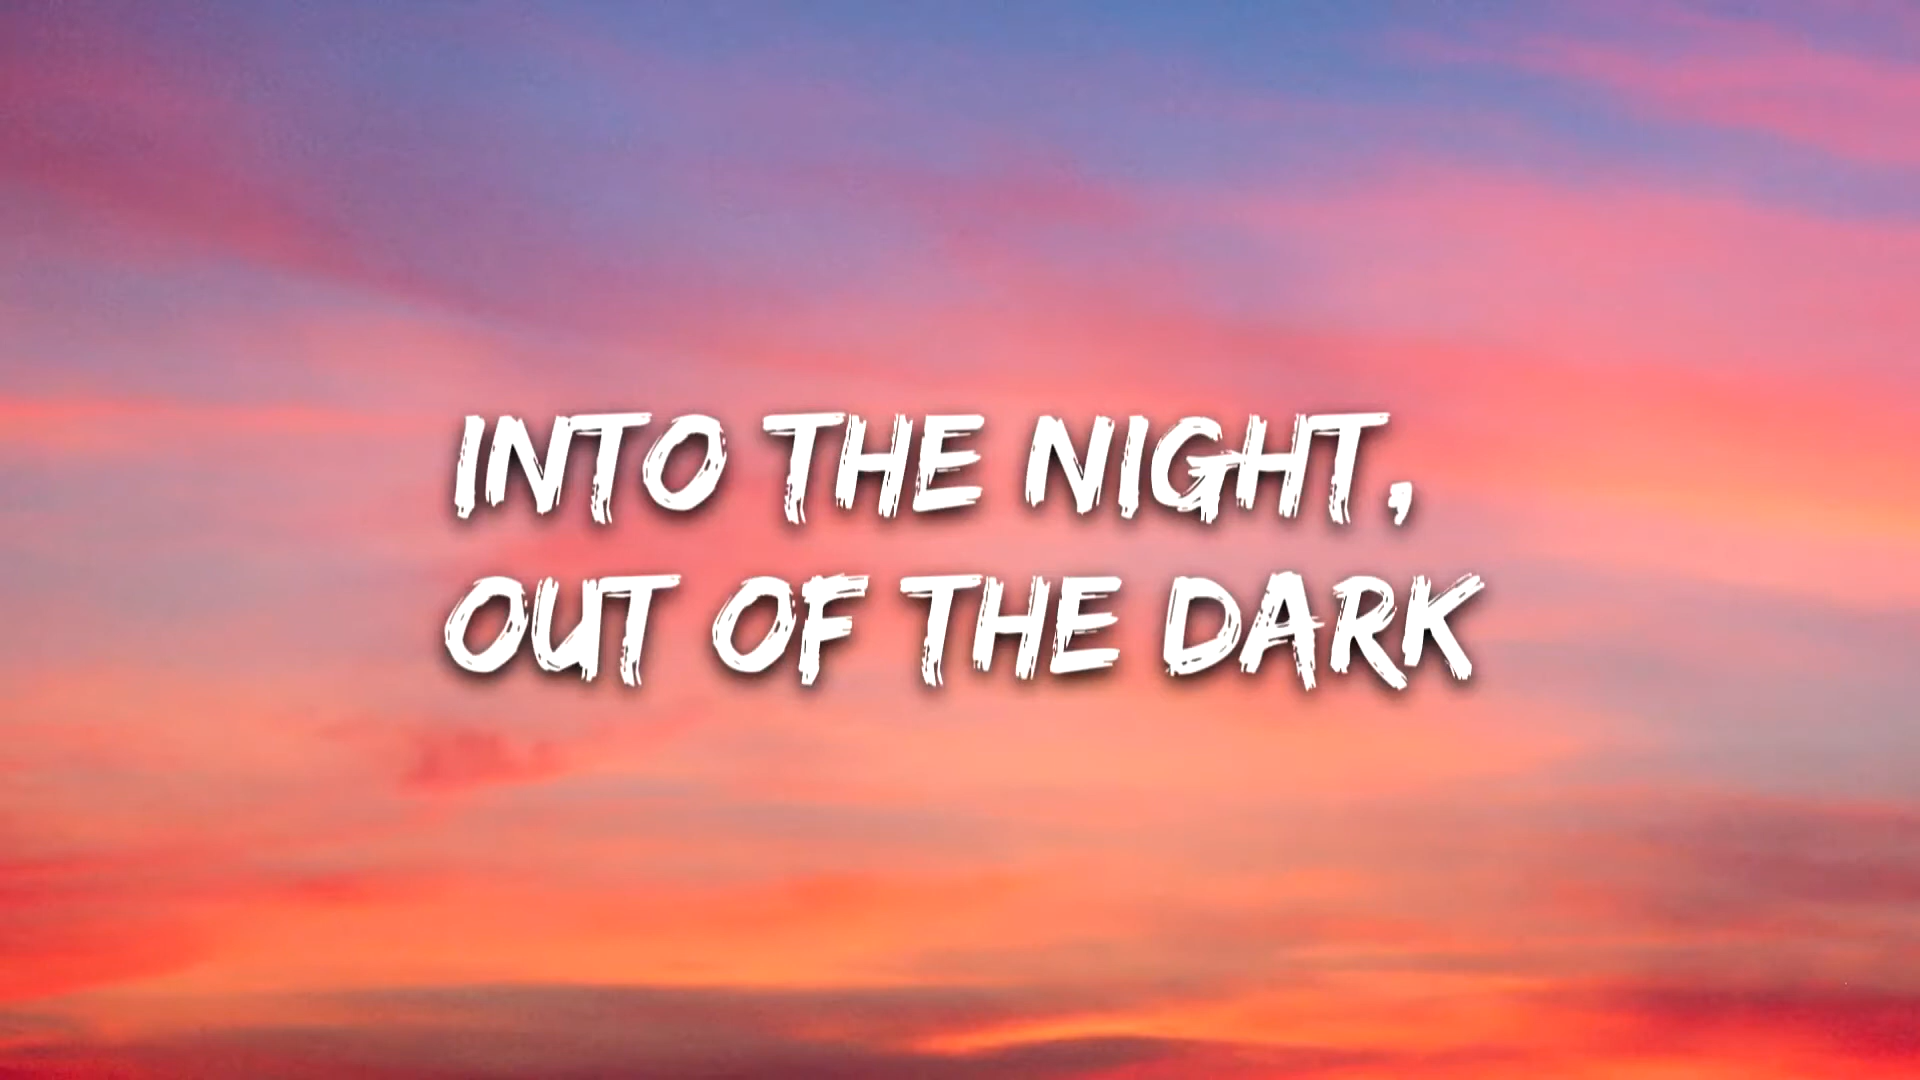 INTO THE NIGHT,
OUT OF THE DARK